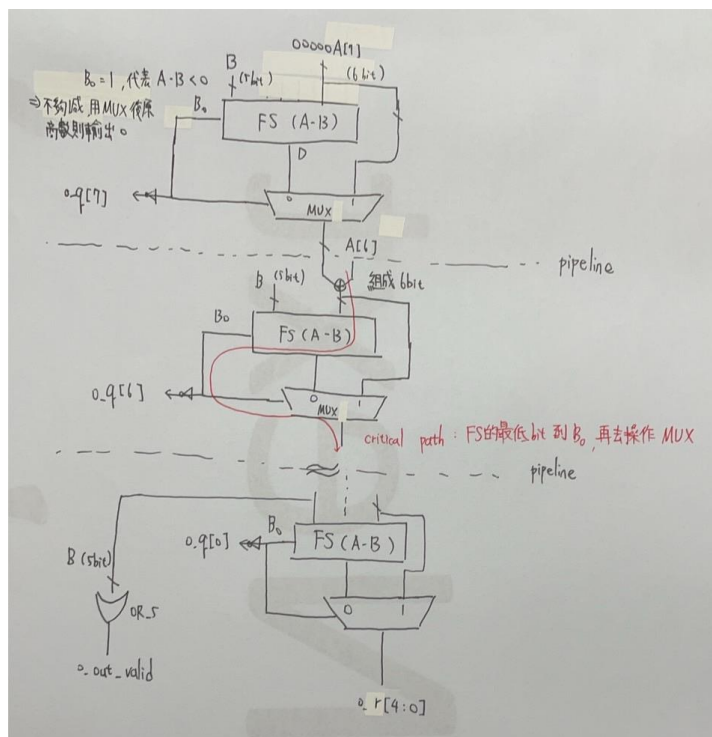 00000A[7]
B
(5bit)
(6bit)
B₀=1,代表 A-B<0
⇒不夠減,用MUX復原
商數則輸出0
B₀
FS (A-B)
D
0 1
MUX
o_q[7]
A[6]
pipeline
B (5bit)
組成6bit
B₀
FS (A-B)
0 1
MUX
o_q[6]
critical path : FS的最低bit 到 B₀, 再去操作 MUX
pipeline
B₀
o_q[0]
FS (A-B)
B (5bit)
0 1
OR_5
o_out_valid
o_r[4:0]